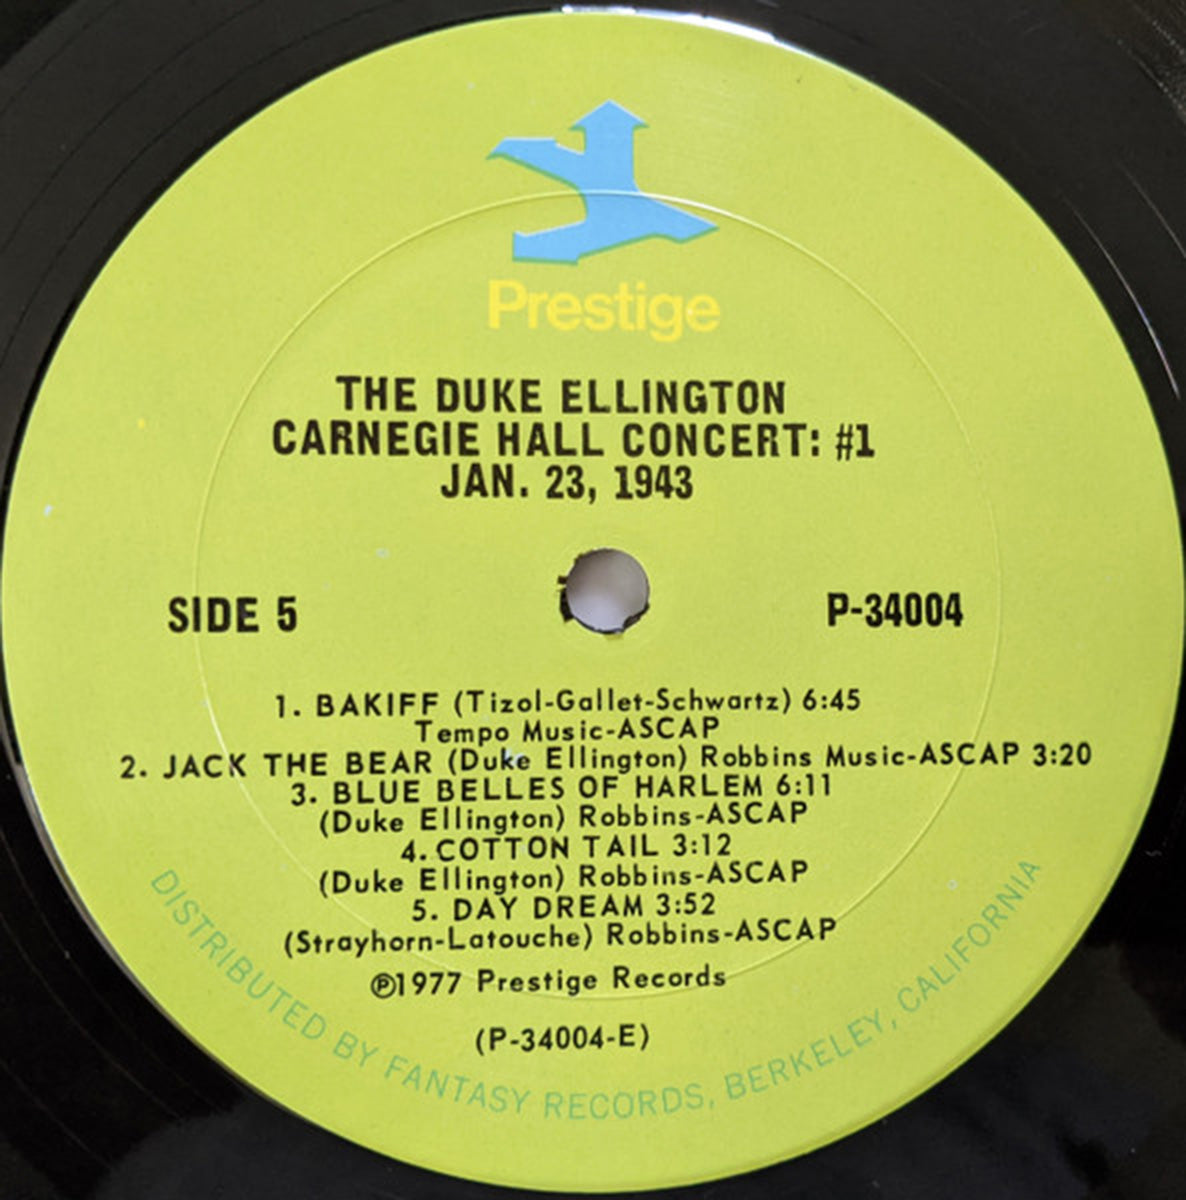 Prestige
THE DUKE ELLINGTON
CARNEGIE HALL CONCERT: #1
JAN. 23, 1943
SIDE 5
P-34004
1. BAKIFF (Tizol-Gallet-Schwartz) 6:45
Tempo Music-ASCAP
2. JACK THE BEAR (Duke Ellington) Robbins Music-ASCAP 3:20
3. BLUE BELLES OF HARLEM 6:11
(Duke Ellington) Robbins-ASCAP
4. COTTON TAIL 3:12
(Duke Ellington) Robbins-ASCAP
5. DAY DREAM 3:52
(Strayhorn-Latouche) Robbins-ASCAP
℗1977 Prestige Records
(P-34004-E)
DISTRIBUTED BY FANTASY RECORDS, BERKELEY, CALIFORNIA